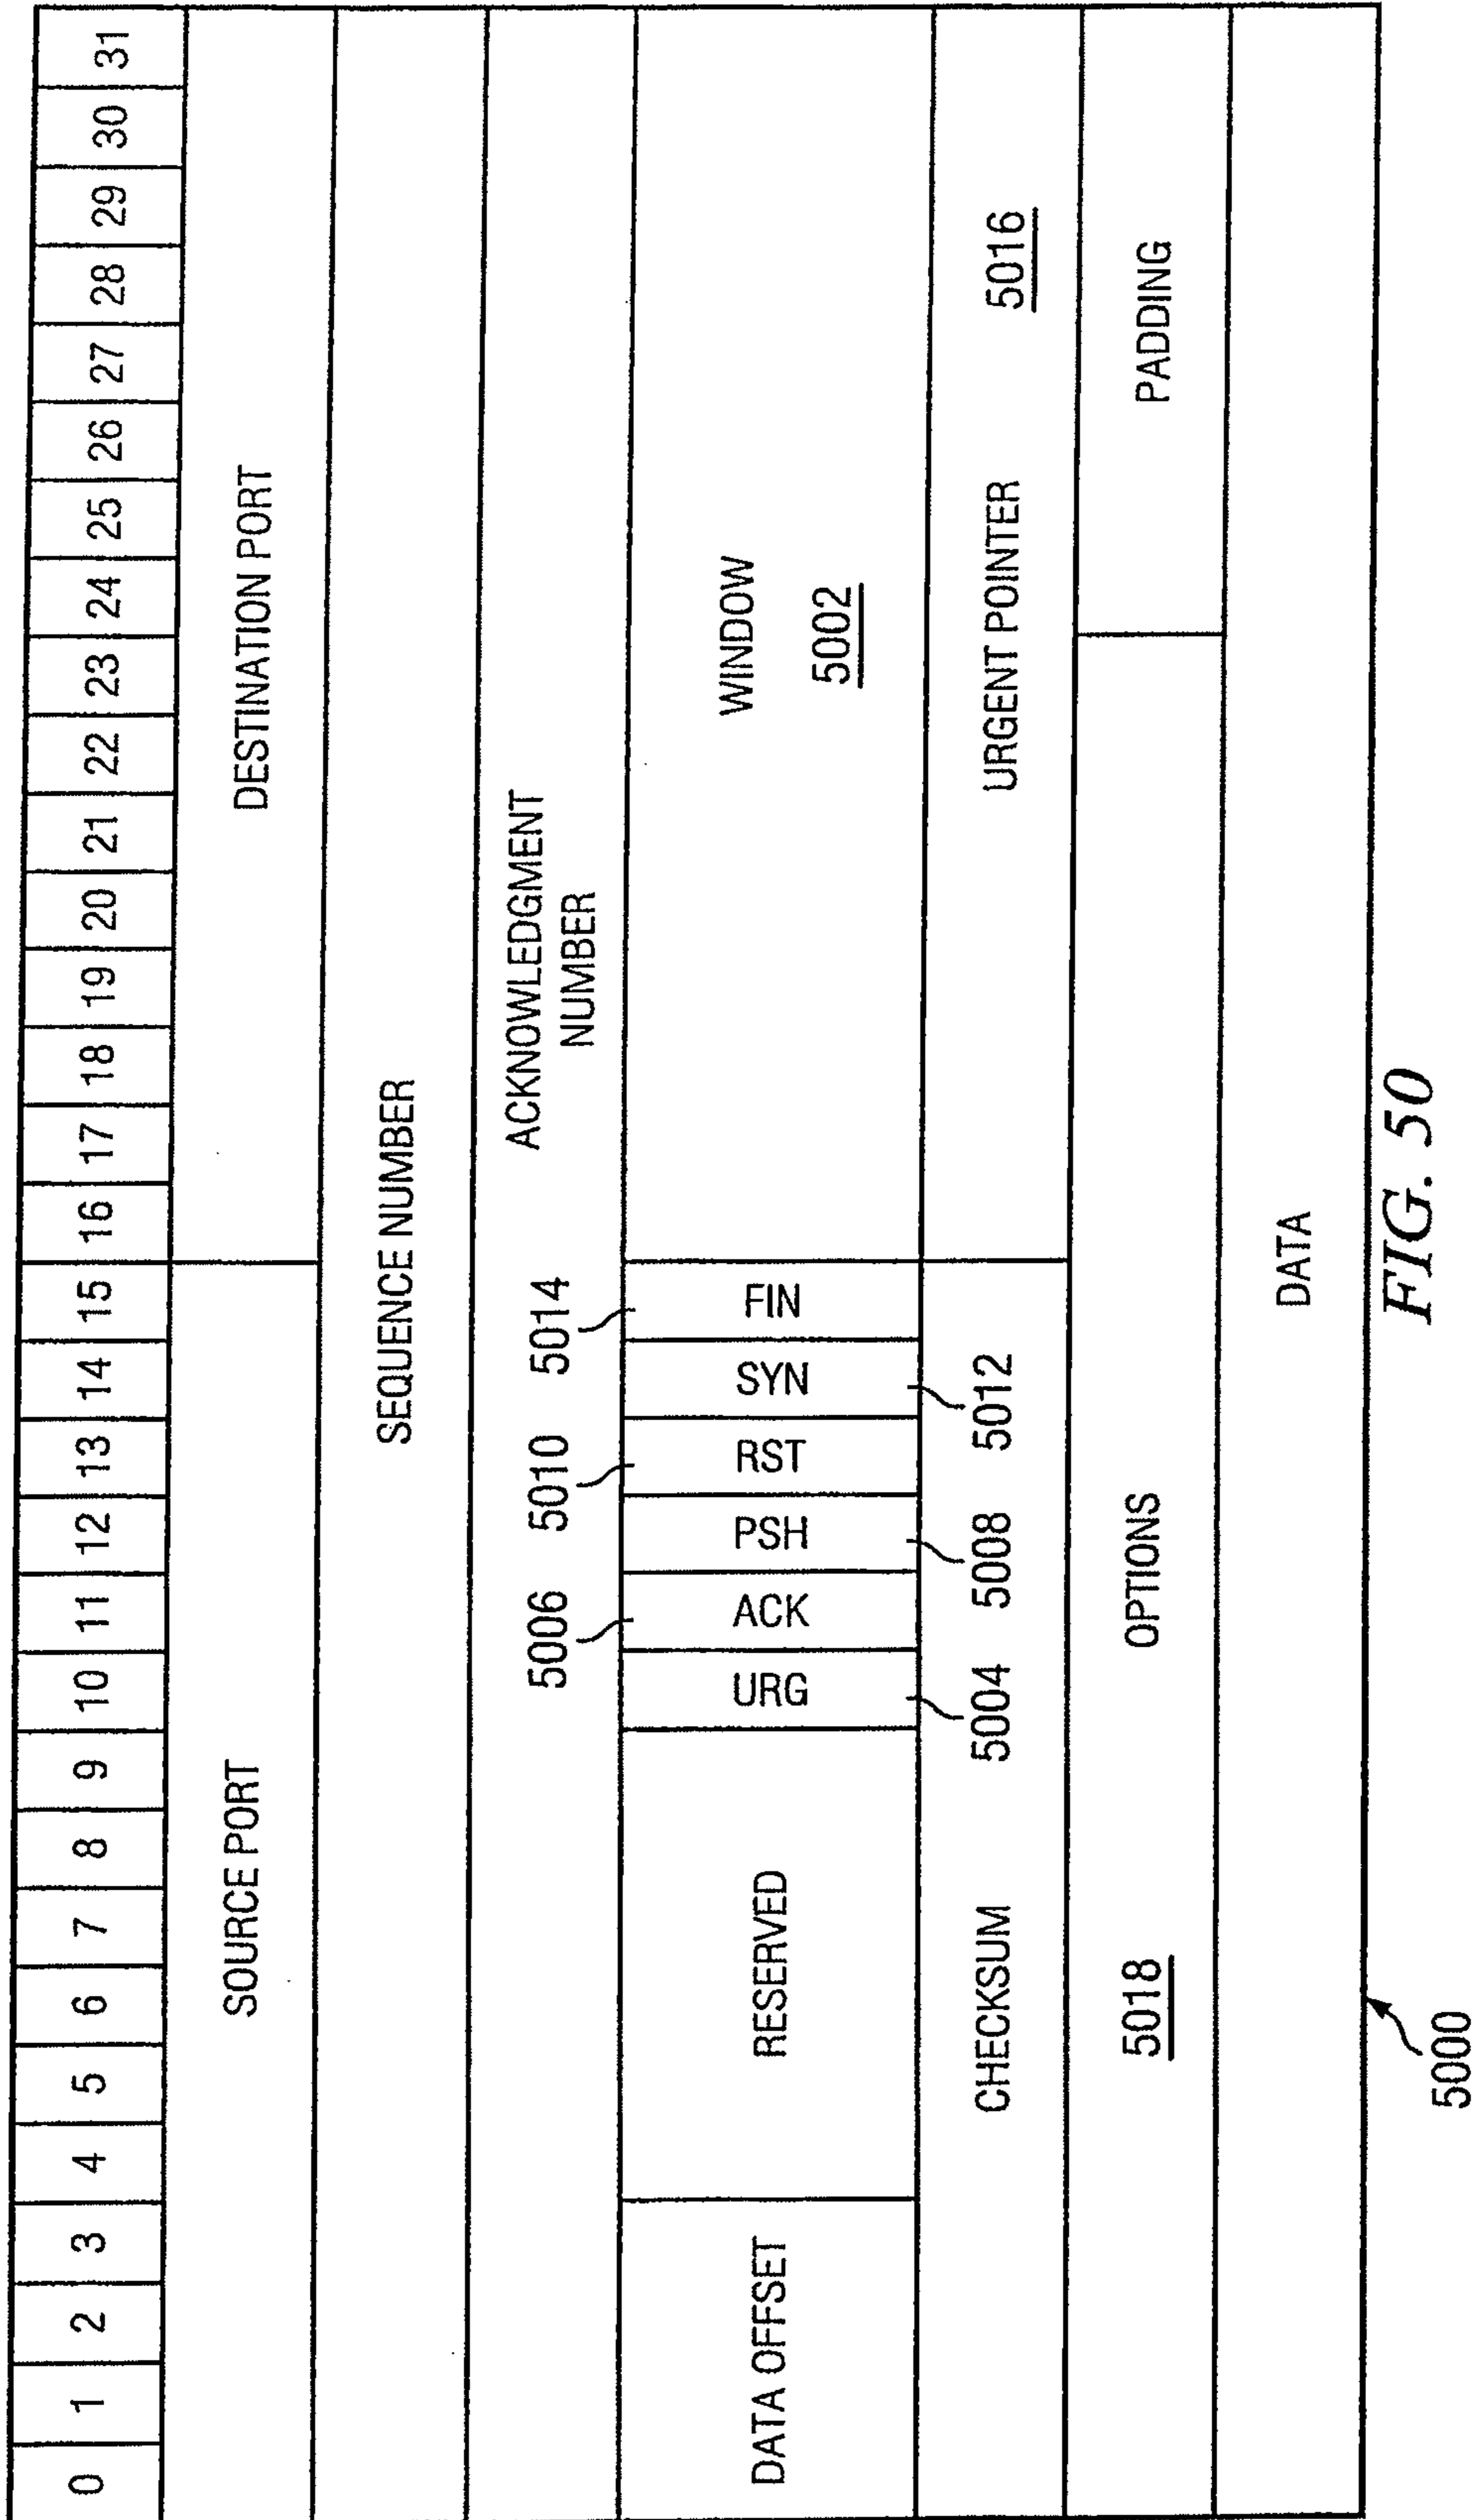 0 1 2 3 4 5 6 7 8 9 10 11 12 13 14 15 16 17 18 19 20 21 22 23 24 25 26 27 28 29 30 31
SOURCE PORT DESTINATION PORT
SEQUENCE NUMBER
ACKNOWLEDGMENT
NUMBER
5006 5010 5014
DATA OFFSET RESERVED URG ACK PSH RST SYN FIN WINDOW
5002
CHECKSUM 5004 5008 5012 URGENT POINTER 5016
5018 OPTIONS PADDING
DATA
5000
FIG. 50